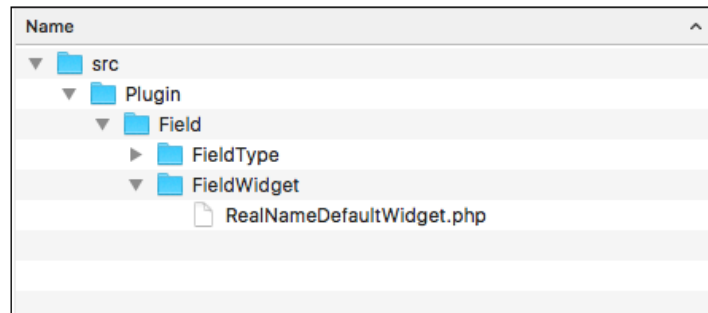 Name
src
Plugin
Field
FieldType
FieldWidget
RealNameDefaultWidget.php